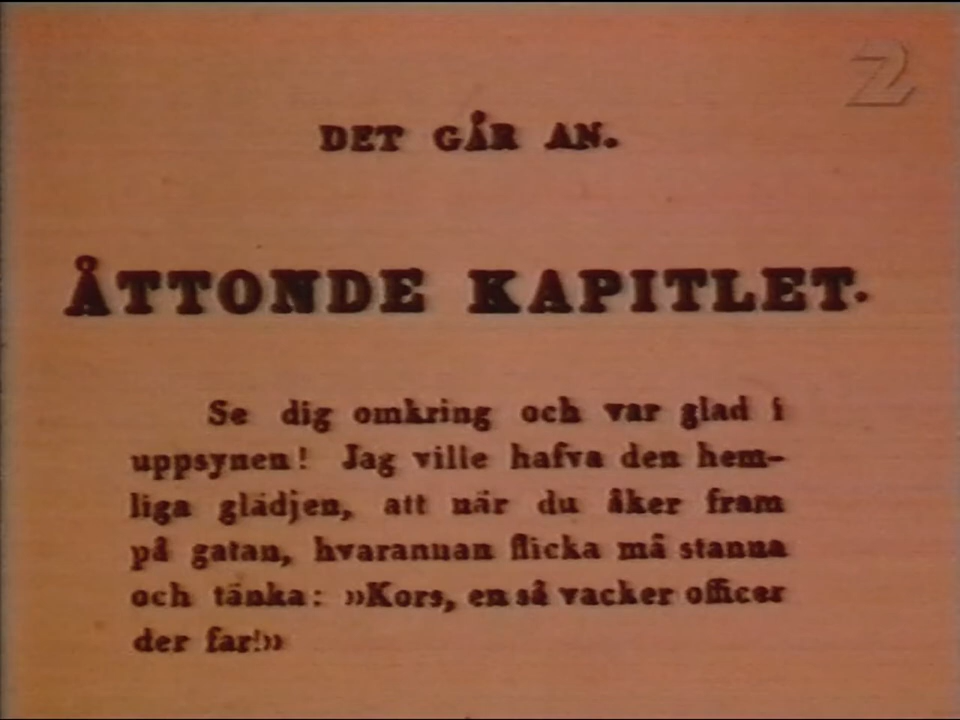 2
DET GÅR AN.
ÅTTONDE KAPITLET.
Se dig omkring och var glad i
uppsynen! Jag ville hafva den hem-
liga glädjen, att när du åker fram
på gatan, hvarannan flicka må stanna
och tänka: »Kors, en så vacker officer
der far!»